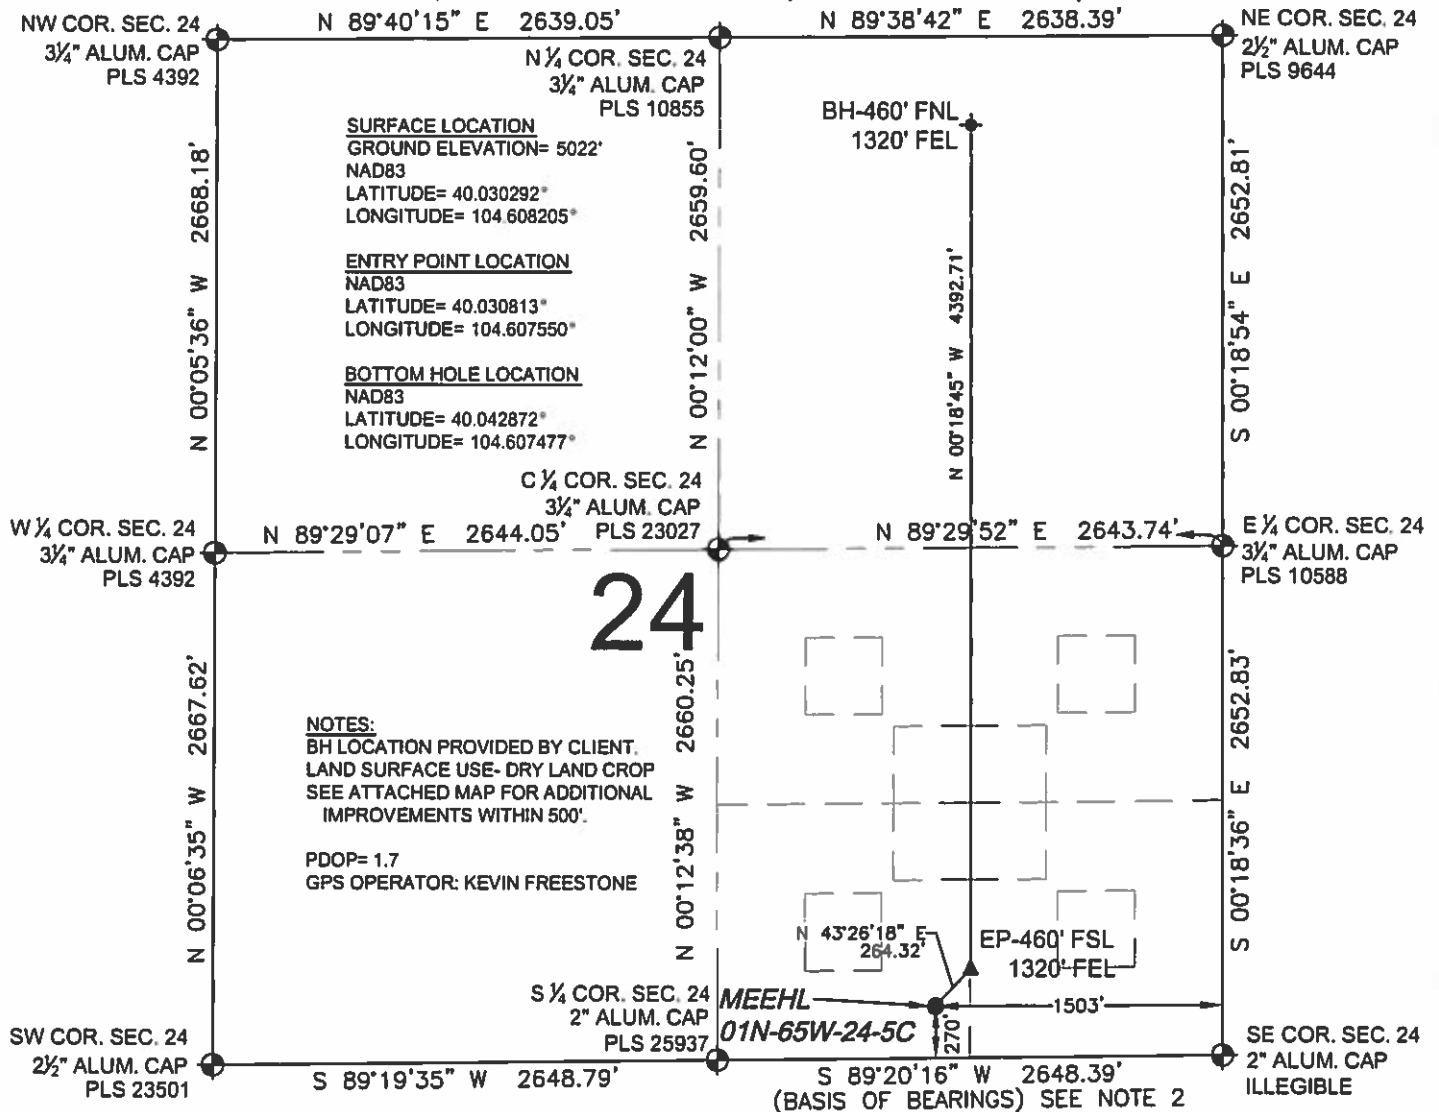 N 89°40'15" E 2639.05'
N 89°38'42" E 2638.39'
NW COR. SEC. 24
3¼" ALUM. CAP
PLS 4392
N ¼ COR. SEC. 24
3¼" ALUM. CAP
PLS 10855
NE COR. SEC. 24
2½" ALUM. CAP
PLS 9644
BH-460' FNL
1320' FEL
SURFACE LOCATION
GROUND ELEVATION= 5022'
NAD83
LATITUDE= 40.030292°
LONGITUDE= 104.608205°
ENTRY POINT LOCATION
NAD83
LATITUDE= 40.030813°
LONGITUDE= 104.607550°
BOTTOM HOLE LOCATION
NAD83
LATITUDE= 40.042872°
LONGITUDE= 104.607477°
N 00°05'36" W 2668.18'
N 00°12'00" W 2659.60'
N 00°18'45" W 4392.71'
S 00°18'54" E 2652.81'
C ¼ COR. SEC. 24
3¼" ALUM. CAP
PLS 23027
W ¼ COR. SEC. 24
3¼" ALUM. CAP
PLS 4392
N 89°29'07" E 2644.05'
N 89°29'52" E 2643.74'
E ¼ COR. SEC. 24
3¼" ALUM. CAP
PLS 10588
24
N 00°06'35" W 2667.62'
N 00°12'38" W 2660.25'
S 00°18'36" E 2652.83'
NOTES:
BH LOCATION PROVIDED BY CLIENT.
LAND SURFACE USE- DRY LAND CROP
SEE ATTACHED MAP FOR ADDITIONAL
IMPROVEMENTS WITHIN 500'.
PDOP= 1.7
GPS OPERATOR: KEVIN FREESTONE
N 43°26'18" E
264.32'
EP-460' FSL
1320' FEL
MEEHL
01N-65W-24-5C
1503'
270'
S ¼ COR. SEC. 24
2" ALUM. CAP
PLS 25937
SW COR. SEC. 24
2½" ALUM. CAP
PLS 23501
SE COR. SEC. 24
2" ALUM. CAP
ILLEGIBLE
S 89°19'35" W 2648.79'
S 89°20'16" W 2648.39'
(BASIS OF BEARINGS) SEE NOTE 2